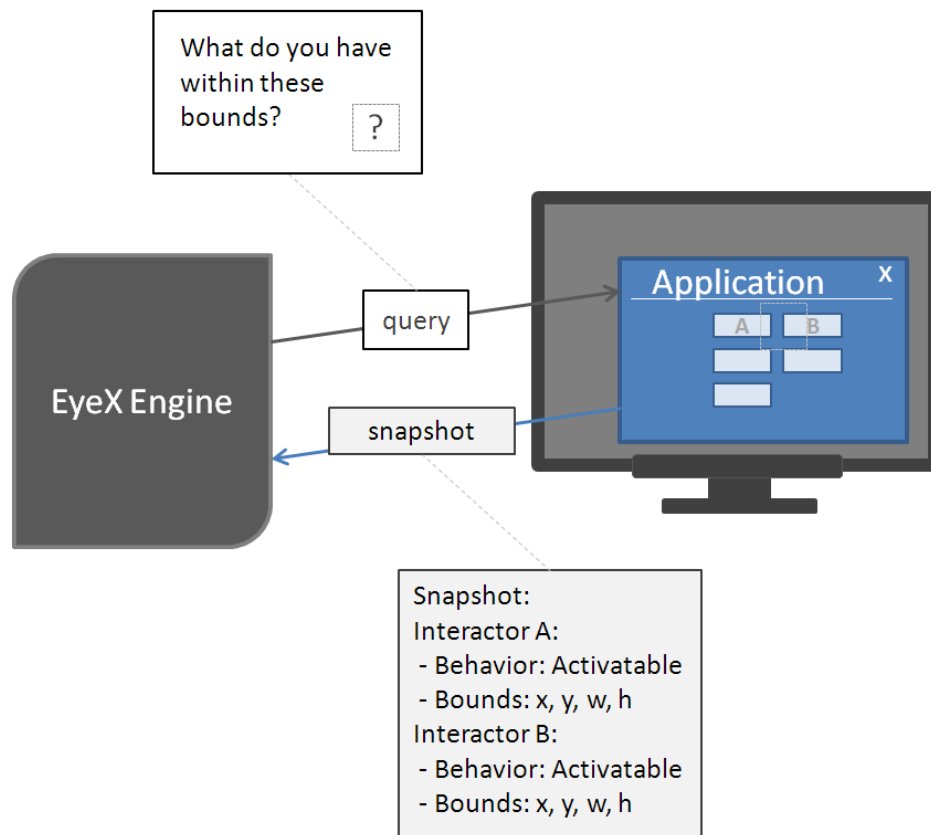 What do you have
within these
bounds?
?
Application
X
A
B
query
EyeX Engine
snapshot
Snapshot:
Interactor A:
- Behavior: Activatable
- Bounds: x, y, w, h
Interactor B:
- Behavior: Activatable
- Bounds: x, y, w, h